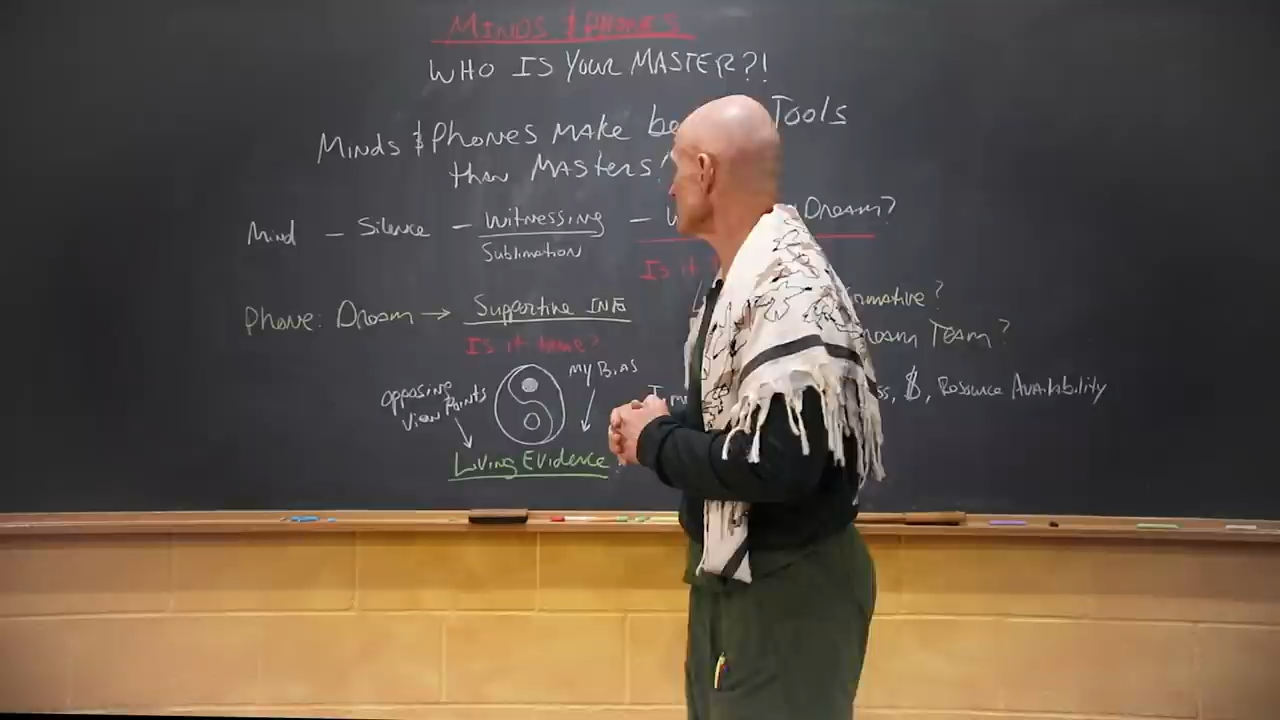 MINDS & PHONES
WHO IS YOUR MASTER?!
MINDS & PHONES MAKE be TOOLS
than MASTERS!
Mind – Silence – Witnessing – W Dream?
Sublimation
Is it
Phone: Dream → Supportive INFO rmative?
Is it true? ream Team?
my Bias
opposing
View Points
I m ss, $, Resource Availability
Living Evidence